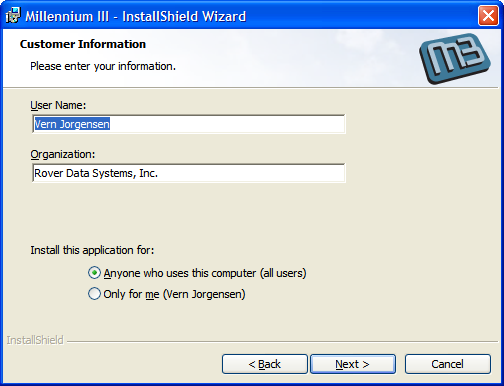 Millennium III - InstallShield Wizard
Customer Information
Please enter your information.
M3
User Name:
Vern Jorgensen
Organization:
Rover Data Systems, Inc.
Install this application for:
Anyone who uses this computer (all users)
Only for me (Vern Jorgensen)
InstallShield
< Back
Next >
Cancel